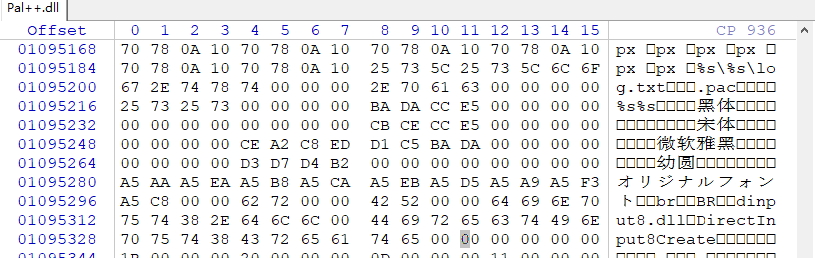 Pal++.dll
Offset 0 1 2 3 4 5 6 7 8 9 10 11 12 13 14 15 CP 936
01095168 70 78 0A 10 70 78 0A 10 70 78 0A 10 70 78 0A 10 px □px □px □px □
01095184 70 78 0A 10 70 78 0A 10 25 73 5C 25 73 5C 6C 6F px □px □%s\%s\lo
01095200 67 2E 74 78 74 00 00 00 2E 70 61 63 00 00 00 00 g.txt□□□.pac□□□□
01095216 25 73 25 73 00 00 00 00 BA DA CC E5 00 00 00 00 %s%s□□□□黑体□□□□
01095232 00 00 00 00 00 00 00 00 CB CE CC E5 00 00 00 00 □□□□□□□□宋体□□□□
01095248 00 00 00 00 CE A2 C8 ED D1 C5 BA DA 00 00 00 00 □□□□微软雅黑□□□□
01095264 00 00 00 00 D3 D7 D4 B2 00 00 00 00 00 00 00 00 □□□□幼圆□□□□□□□□
01095280 A5 AA A5 EA A5 B8 A5 CA A5 EB A5 D5 A5 A9 A5 F3 オリジナルフォン
01095296 A5 C8 00 00 62 72 00 00 42 52 00 00 64 69 6E 70 ト□□br□□BR□□dinp
01095312 75 74 38 2E 64 6C 6C 00 44 69 72 65 63 74 49 6E ut8.dll□DirectIn
01095328 70 75 74 38 43 72 65 61 74 65 00 00 00 00 00 00 put8Create□□□□□□